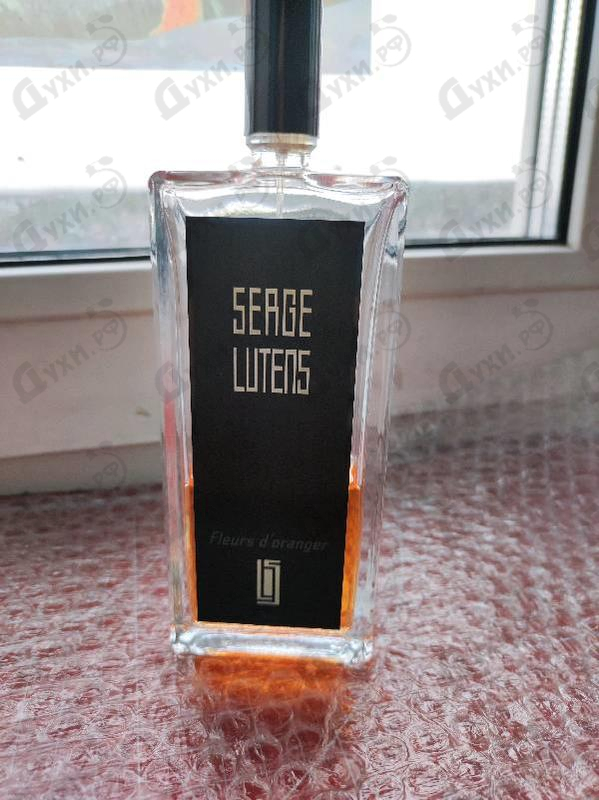 SERGE
LUTENS
Fleurs d'oranger
Духи.рф